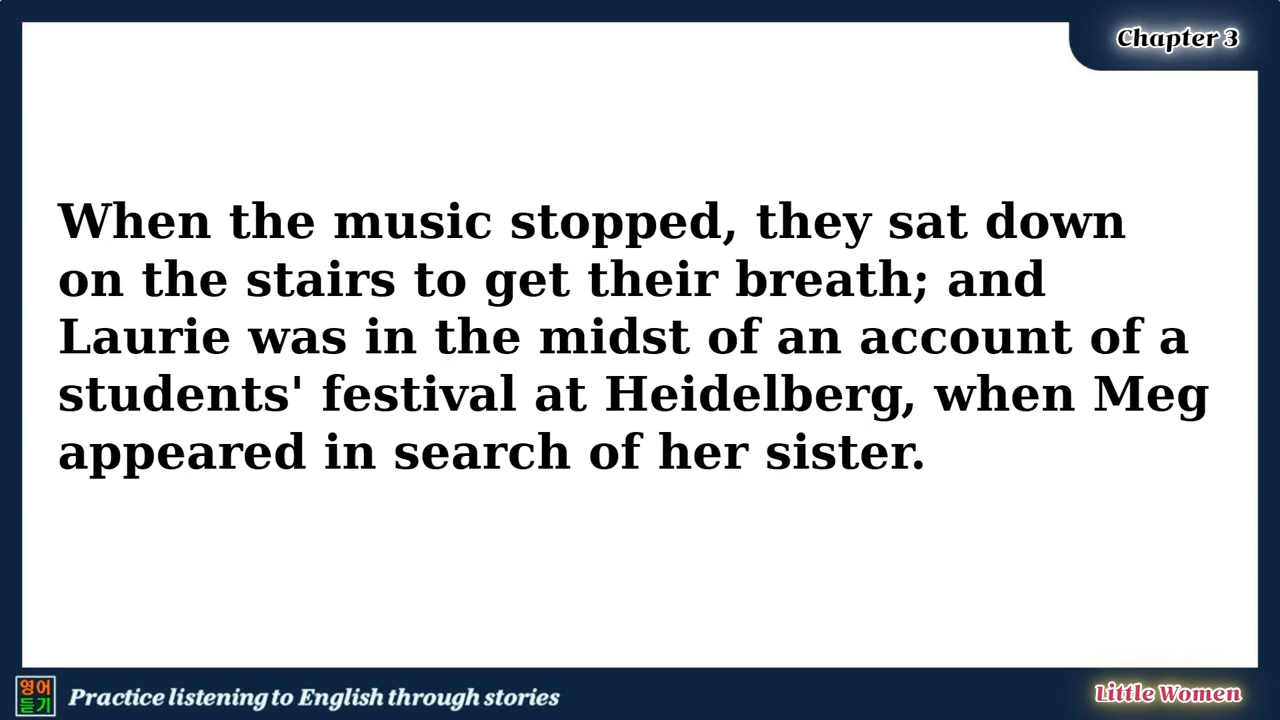 Chapter 3
When the music stopped, they sat down
on the stairs to get their breath; and
Laurie was in the midst of an account of a
students' festival at Heidelberg, when Meg
appeared in search of her sister.
영어
듣기
Practice listening to English through stories
Little Women